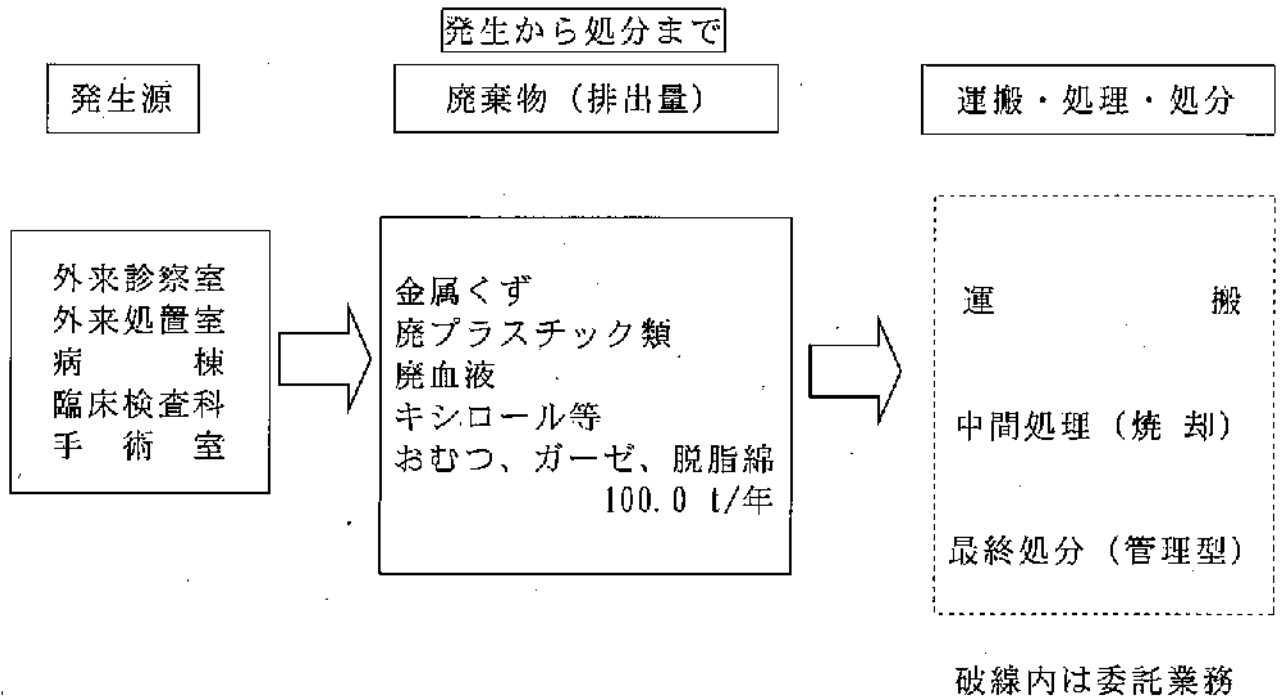 発生から処分まで
発生源
廃棄物（排出量）
運搬・処理・処分
外来診察室
外来処置室
病棟
臨床検査科
手術室
金属くず
廃プラスチック類
廃血液
キシロール等
おむつ、ガーゼ、脱脂綿
100.0 t/年
運搬
中間処理（焼却）
最終処分（管理型）
破線内は委託業務